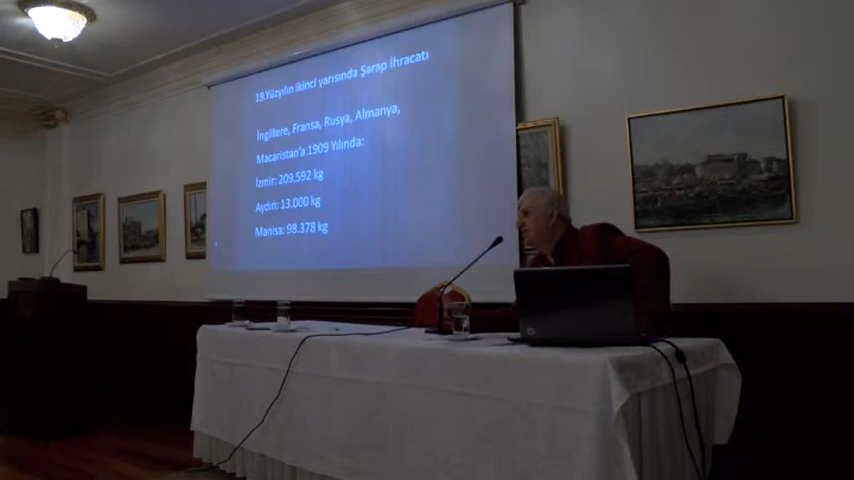 19.Yüzyılın ikinci yarısında Şarap İhracatı
İngiltere, Fransa, Rusya, Almanya,
Macaristan'a 1909 Yılında:
İzmir: 209.592 kg
Aydın: 13.000 kg
Manisa: 98.378 kg
hp